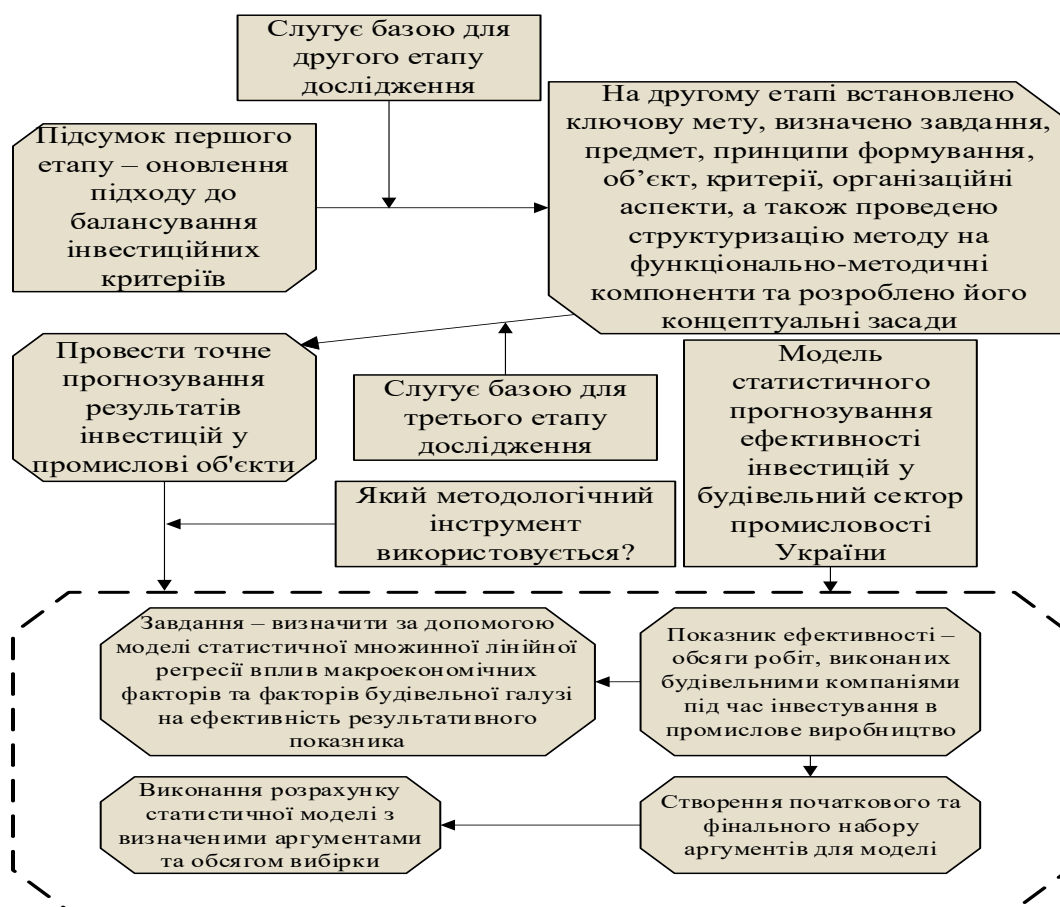 Слугує базою для
другого етапу
дослідження
Підсумок першого
етапу – оновлення
підходу до
балансування
інвестиційних
критеріїв
На другому етапі встановлено
ключову мету, визначено завдання,
предмет, принципи формування,
об’єкт, критерії, організаційні
аспекти, а також проведено
структуризацію методу на
функціонально-методичні
компоненти та розроблено його
концептуальні засади
Провести точне
прогнозування
результатів
інвестицій у
промислові об'єкти
Слугує базою для
третього етапу
дослідження
Модель
статистичного
прогнозування
ефективності
інвестицій у
будівельний сектор
промисловості
України
Який методологічний
інструмент
використовується?
Завдання – визначити за допомогою
моделі статистичної множинної лінійної
регресії вплив макроекономічних
факторів та факторів будівельної галузі
на ефективність результативного
показника
Показник ефективності –
обсяги робіт, виконаних
будівельними компаніями
під час інвестування в
промислове виробництво
Виконання розрахунку
статистичної моделі з
визначеними аргументами
та обсягом вибірки
Створення початкового та
фінального набору
аргументів для моделі